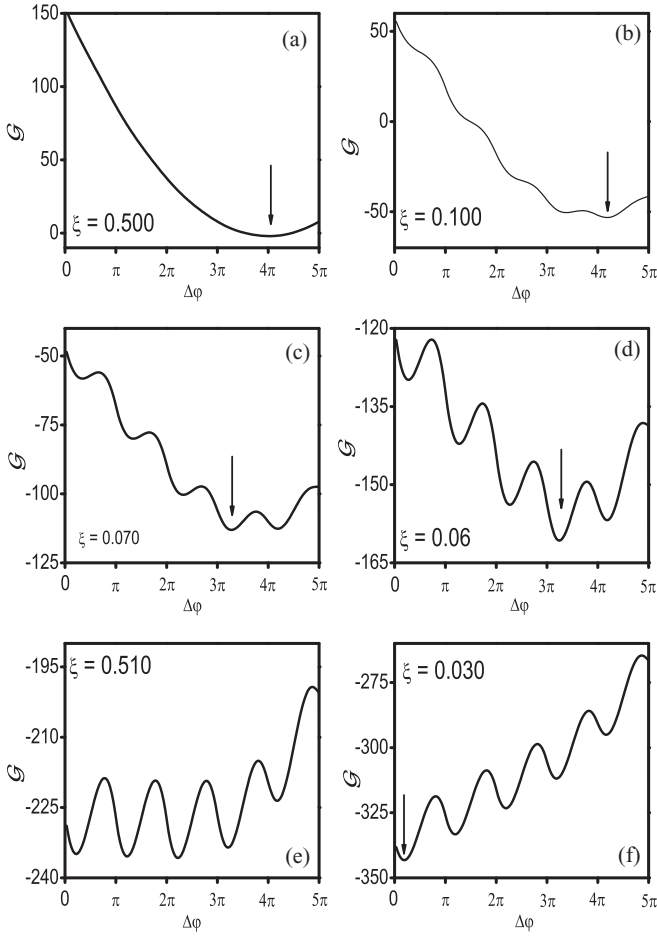 150
100
50
0
𝒢
(a)
ξ = 0.500
0 π 2π 3π 4π 5π
Δφ
50
0
-50
𝒢
(b)
ξ = 0.100
0 π 2π 3π 4π 5π
Δφ
-50
-75
-100
-125
𝒢
(c)
ξ = 0.070
0 π 2π 3π 4π 5π
Δφ
-120
-135
-150
-165
𝒢
(d)
ξ = 0.06
0 π 2π 3π 4π 5π
Δφ
-195
-210
-225
-240
𝒢
ξ = 0.510
(e)
0 π 2π 3π 4π 5π
Δφ
-275
-300
-325
-350
𝒢
ξ = 0.030
(f)
0 π 2π 3π 4π 5π
Δφ